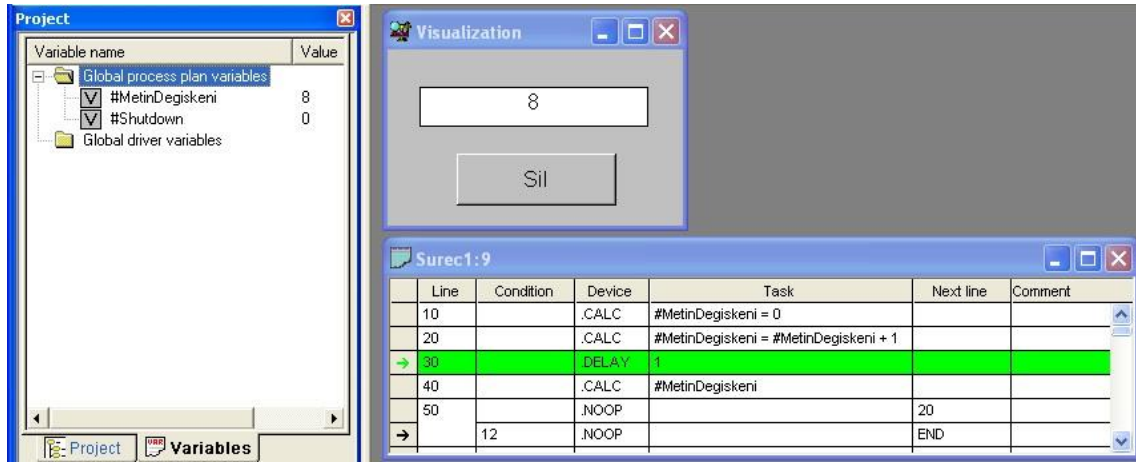 Project
Variable name Value
Global process plan variables
V #MetinDegiskeni 8
V #Shutdown 0
Global driver variables
Project VAR Variables
Visualization
8
Sil
Surec1:9
Line Condition Device Task Next line Comment
10 .CALC #MetinDegiskeni = 0
20 .CALC #MetinDegiskeni = #MetinDegiskeni + 1
30 .DELAY 1
40 .CALC #MetinDegiskeni
50 .NOOP 20
12 .NOOP END